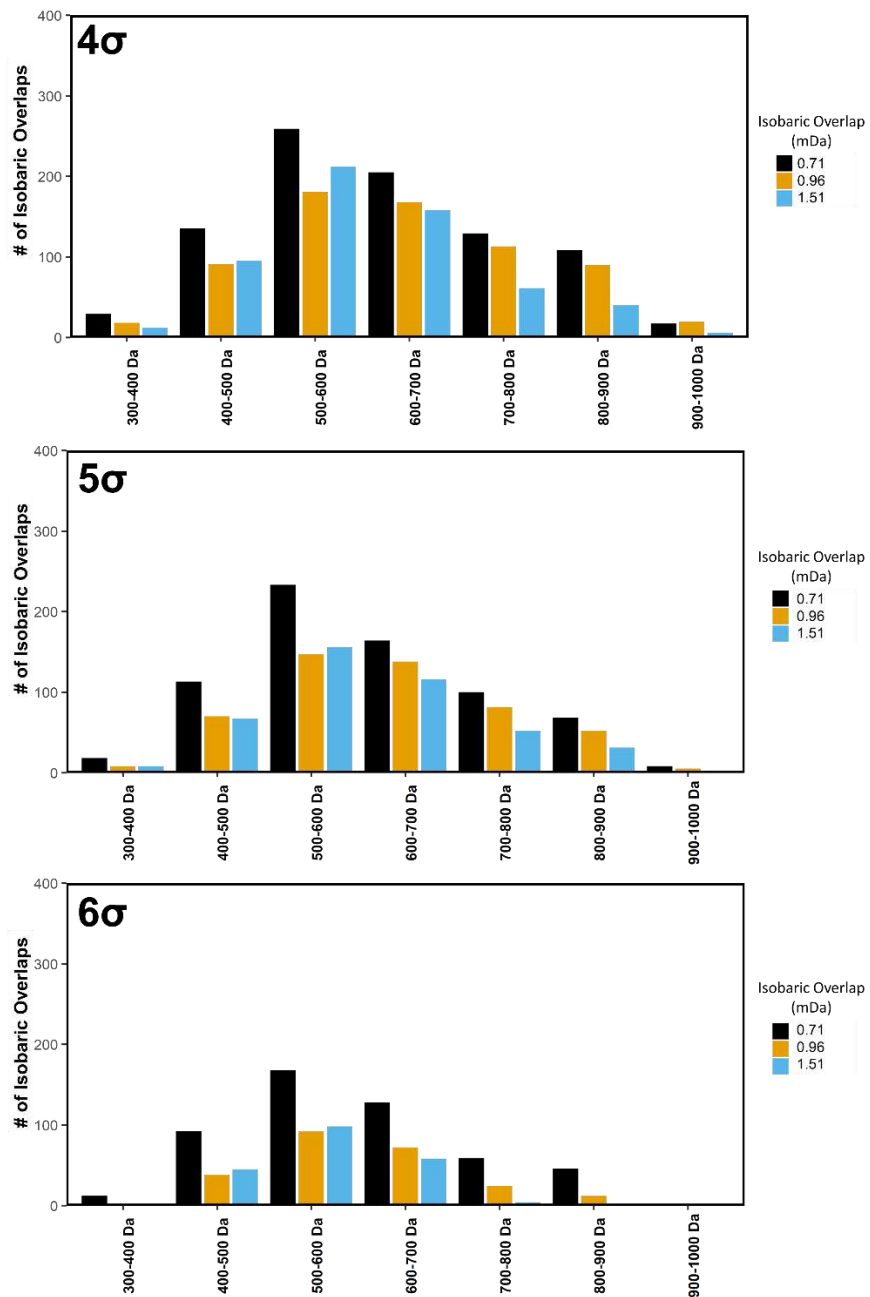 4σ
# of Isobaric Overlaps
400
300
200
100
0
300-400 Da
400-500 Da
500-600 Da
600-700 Da
700-800 Da
800-900 Da
900-1000 Da
Isobaric Overlap
(mDa)
0.71
0.96
1.51
5σ
# of Isobaric Overlaps
400
300
200
100
0
300-400 Da
400-500 Da
500-600 Da
600-700 Da
700-800 Da
800-900 Da
900-1000 Da
Isobaric Overlap
(mDa)
0.71
0.96
1.51
6σ
# of Isobaric Overlaps
400
300
200
100
0
300-400 Da
400-500 Da
500-600 Da
600-700 Da
700-800 Da
800-900 Da
900-1000 Da
Isobaric Overlap
(mDa)
0.71
0.96
1.51